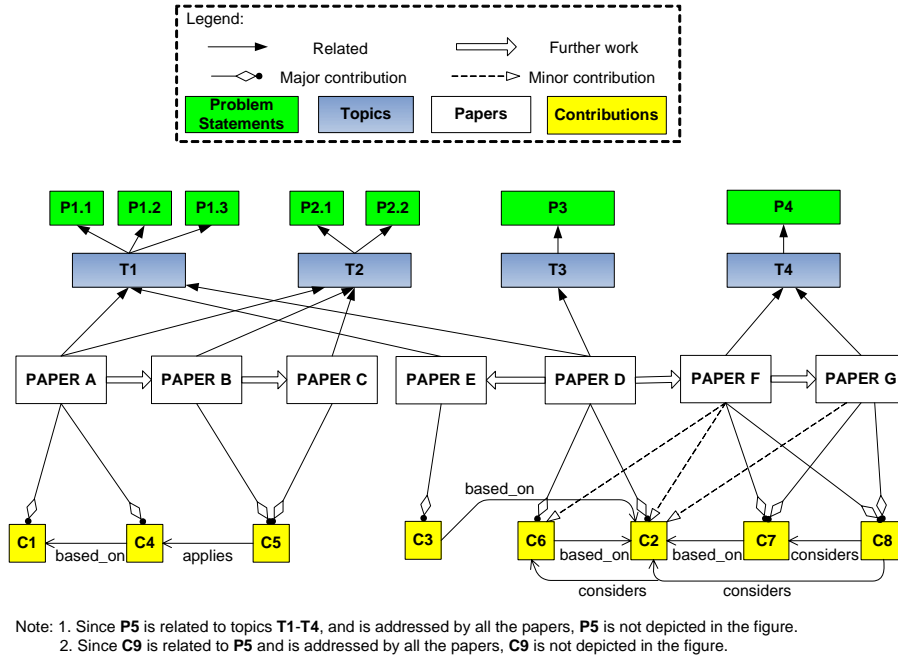 Legend:
Related Further work
Major contribution Minor contribution
Problem Statements Topics Papers Contributions
P1.1 P1.2 P1.3 P2.1 P2.2 P3 P4
T1 T2 T3 T4
PAPER A PAPER B PAPER C PAPER E PAPER D PAPER F PAPER G
based_on
C1 C4 C5 C3 C6 C2 C7 C8
based_on applies based_on based_on considers
considers considers
Note: 1. Since P5 is related to topics T1-T4, and is addressed by all the papers, P5 is not depicted in the figure.
2. Since C9 is related to P5 and is addressed by all the papers, C9 is not depicted in the figure.